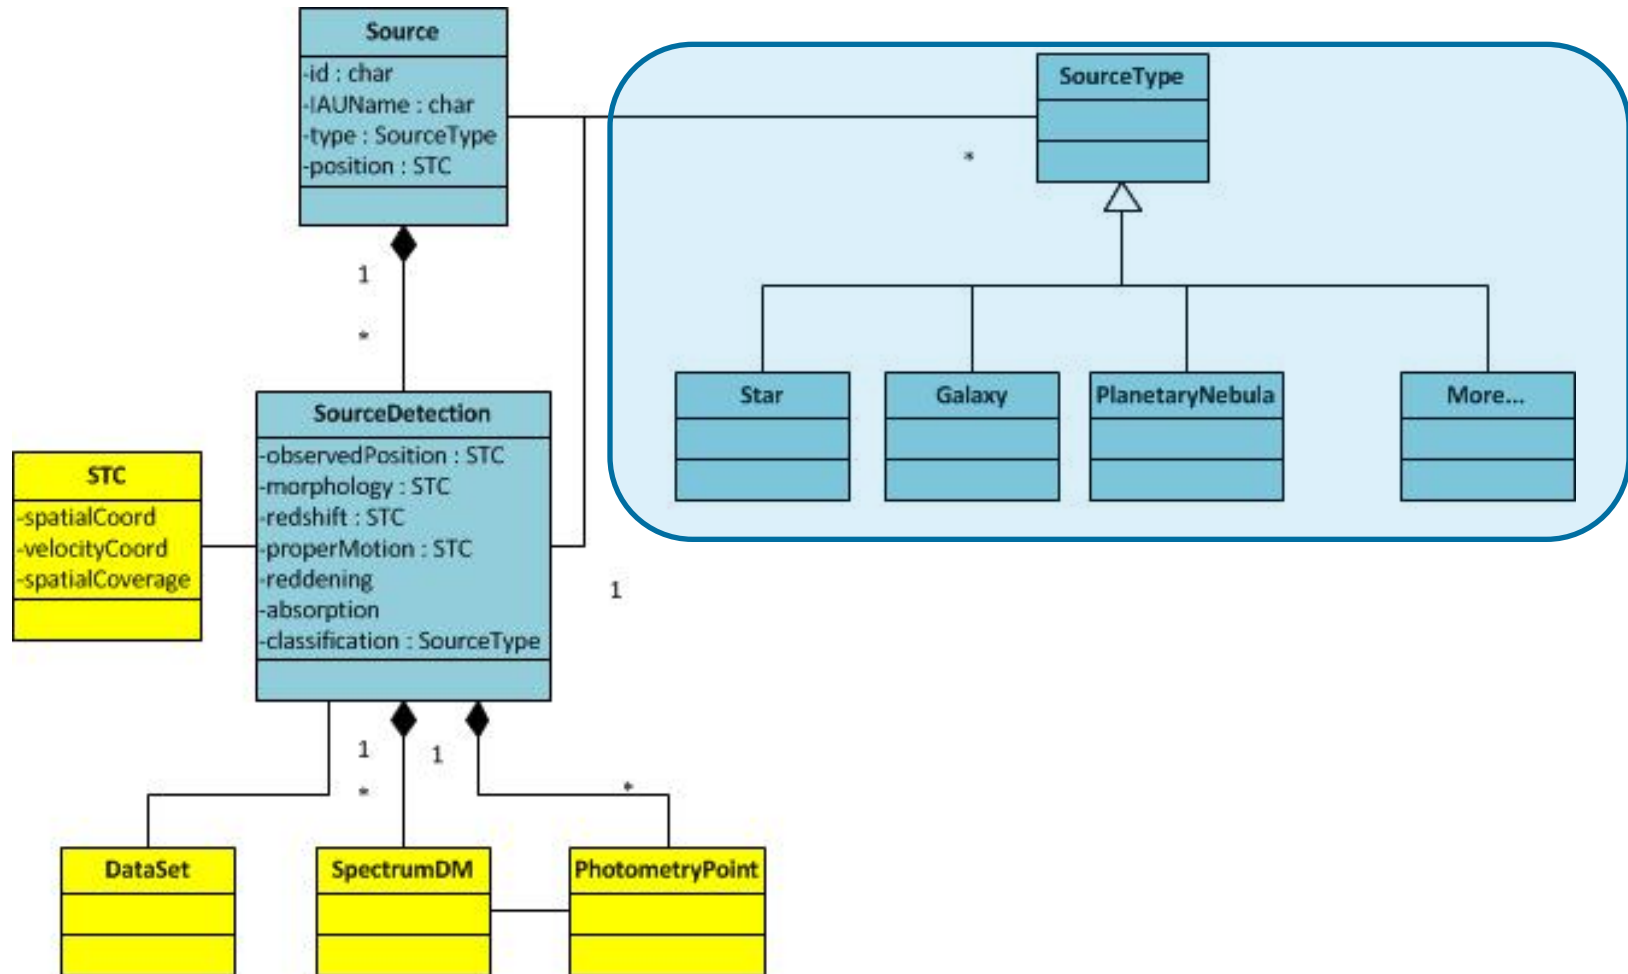 Source
-id : char
-IAUName : char
-type : SourceType
-position : STC
SourceType
*
1
*
Star
Galaxy
PlanetaryNebula
More...
SourceDetection
-observedPosition : STC
-morphology : STC
-redshift : STC
-properMotion : STC
-reddening
-absorption
-classification : SourceType
STC
-spatialCoord
-velocityCoord
-spatialCoverage
1
1
1
*
*
DataSet
SpectrumDM
PhotometryPoint